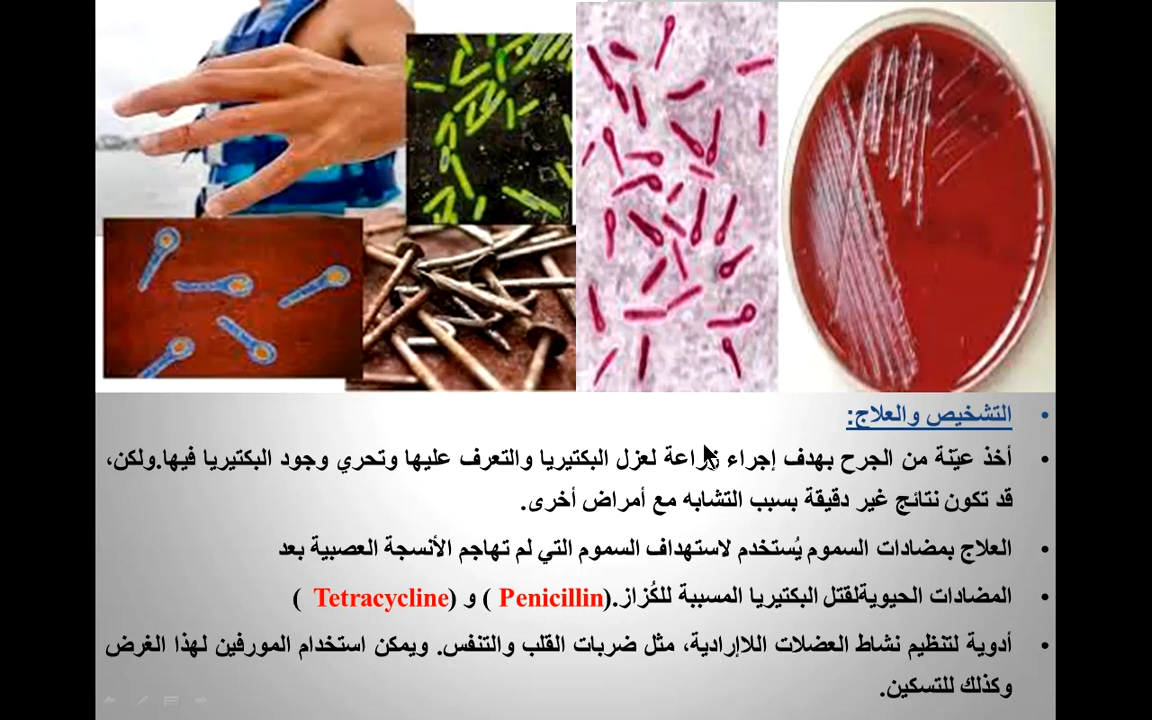 التشخيص والعلاج:
أخذ عيّنة من الجرح بهدف إجراء زراعة لعزل البكتيريا والتعرف عليها وتحري وجود البكتيريا فيها.ولكن،
قد تكون نتائج غير دقيقة بسبب التشابه مع أمراض أخرى.
العلاج بمضادات السموم يُستخدم لاستهداف السموم التي لم تهاجم الأنسجة العصبية بعد
المضادات الحيويةلقتل البكتيريا المسببة للكُزاز.(Penicillin ) و (Tetracycline )
أدوية لتنظيم نشاط العضلات اللاإرادية، مثل ضربات القلب والتنفس. ويمكن استخدام المورفين لهذا الغرض
وكذلك للتسكين.